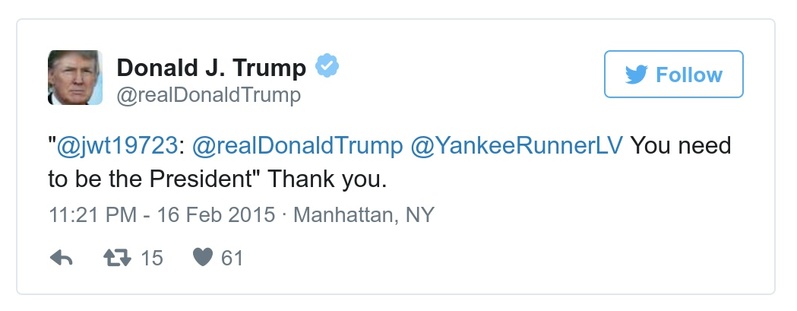 Donald J. Trump
@realDonaldTrump
Follow
"@jwt19723: @realDonaldTrump @YankeeRunnerLV You need
to be the President" Thank you.
11:21 PM - 16 Feb 2015 · Manhattan, NY
15 61